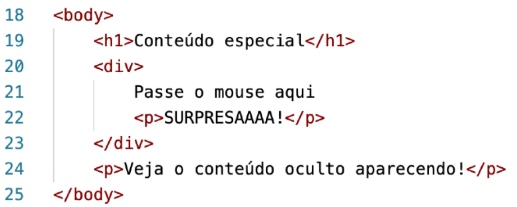 18 <body>
19 <h1>Conteúdo especial</h1>
20 <div>
21 Passe o mouse aqui
22 <p>SURPRESAAAA!</p>
23 </div>
24 <p>Veja o conteúdo oculto aparecendo!</p>
25 </body>